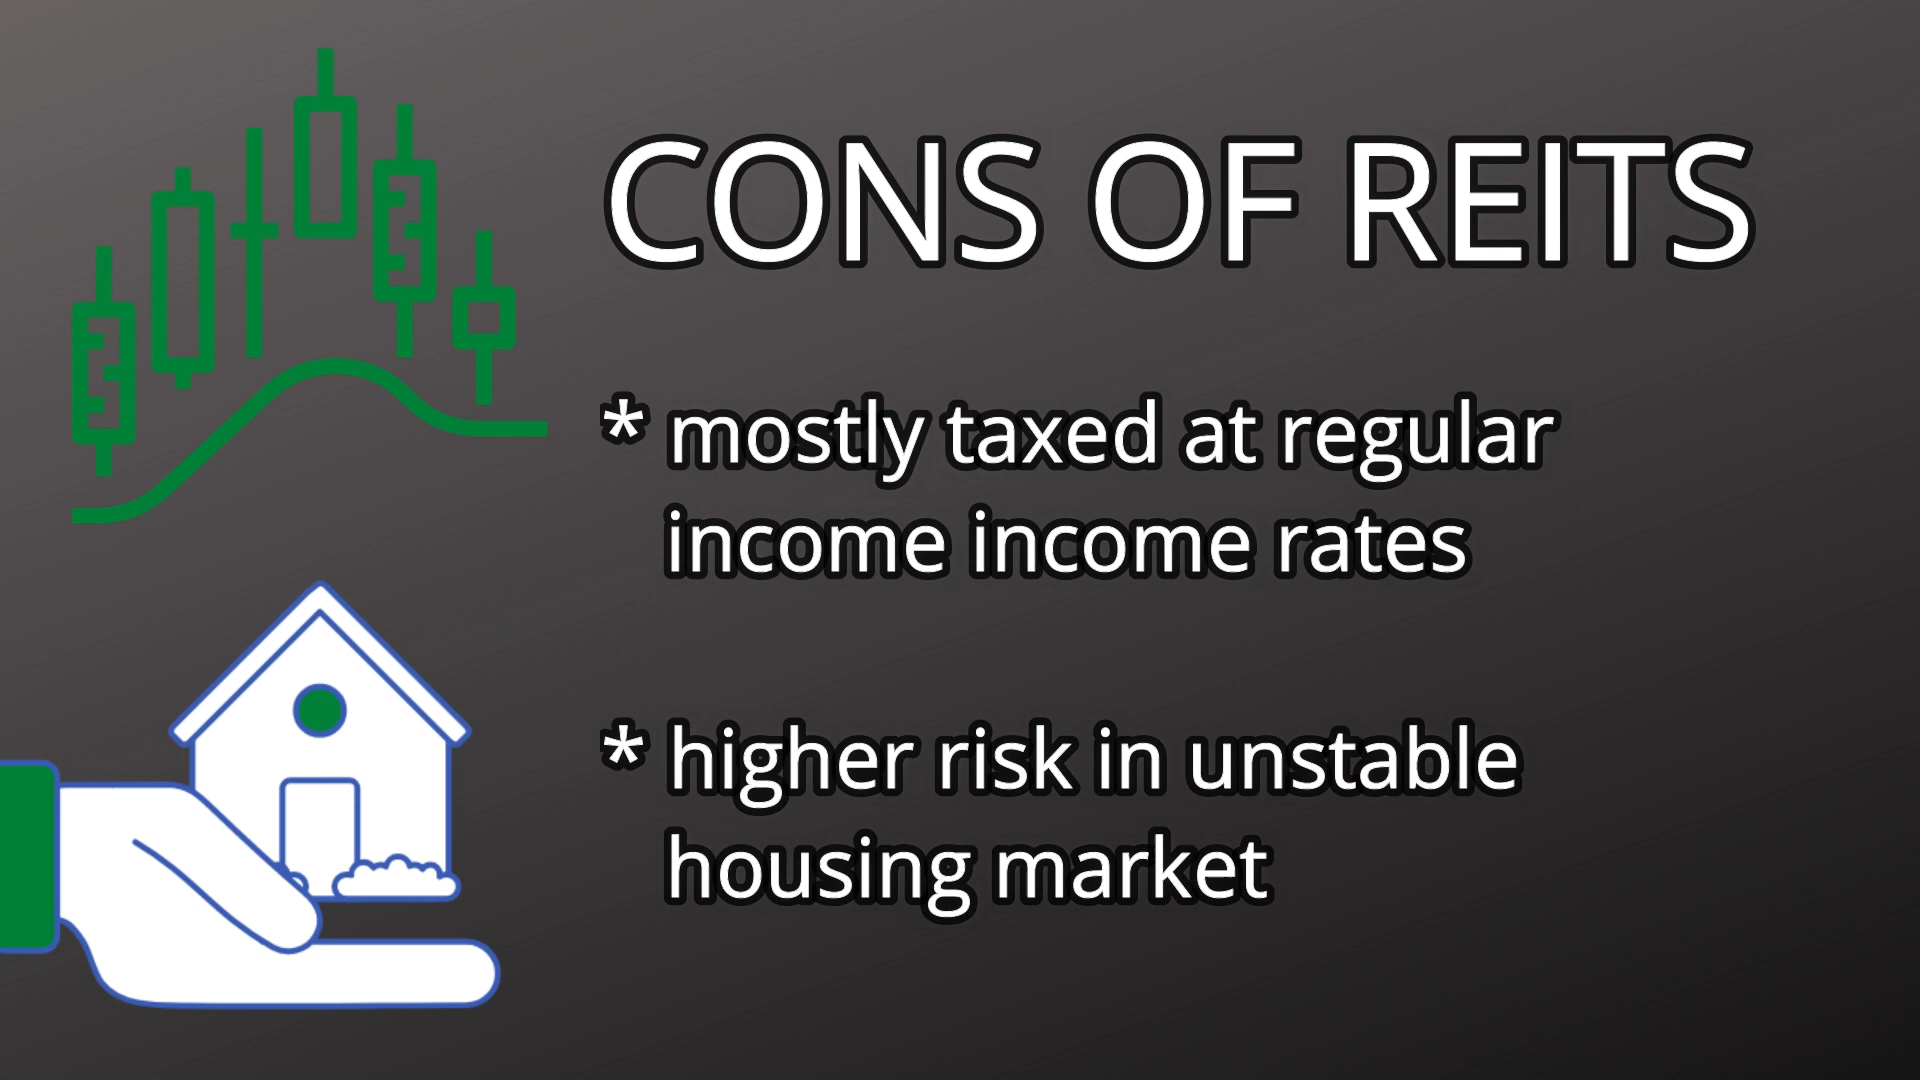 CONS OF REITS
* mostly taxed at regular
income income rates
* higher risk in unstable
housing market